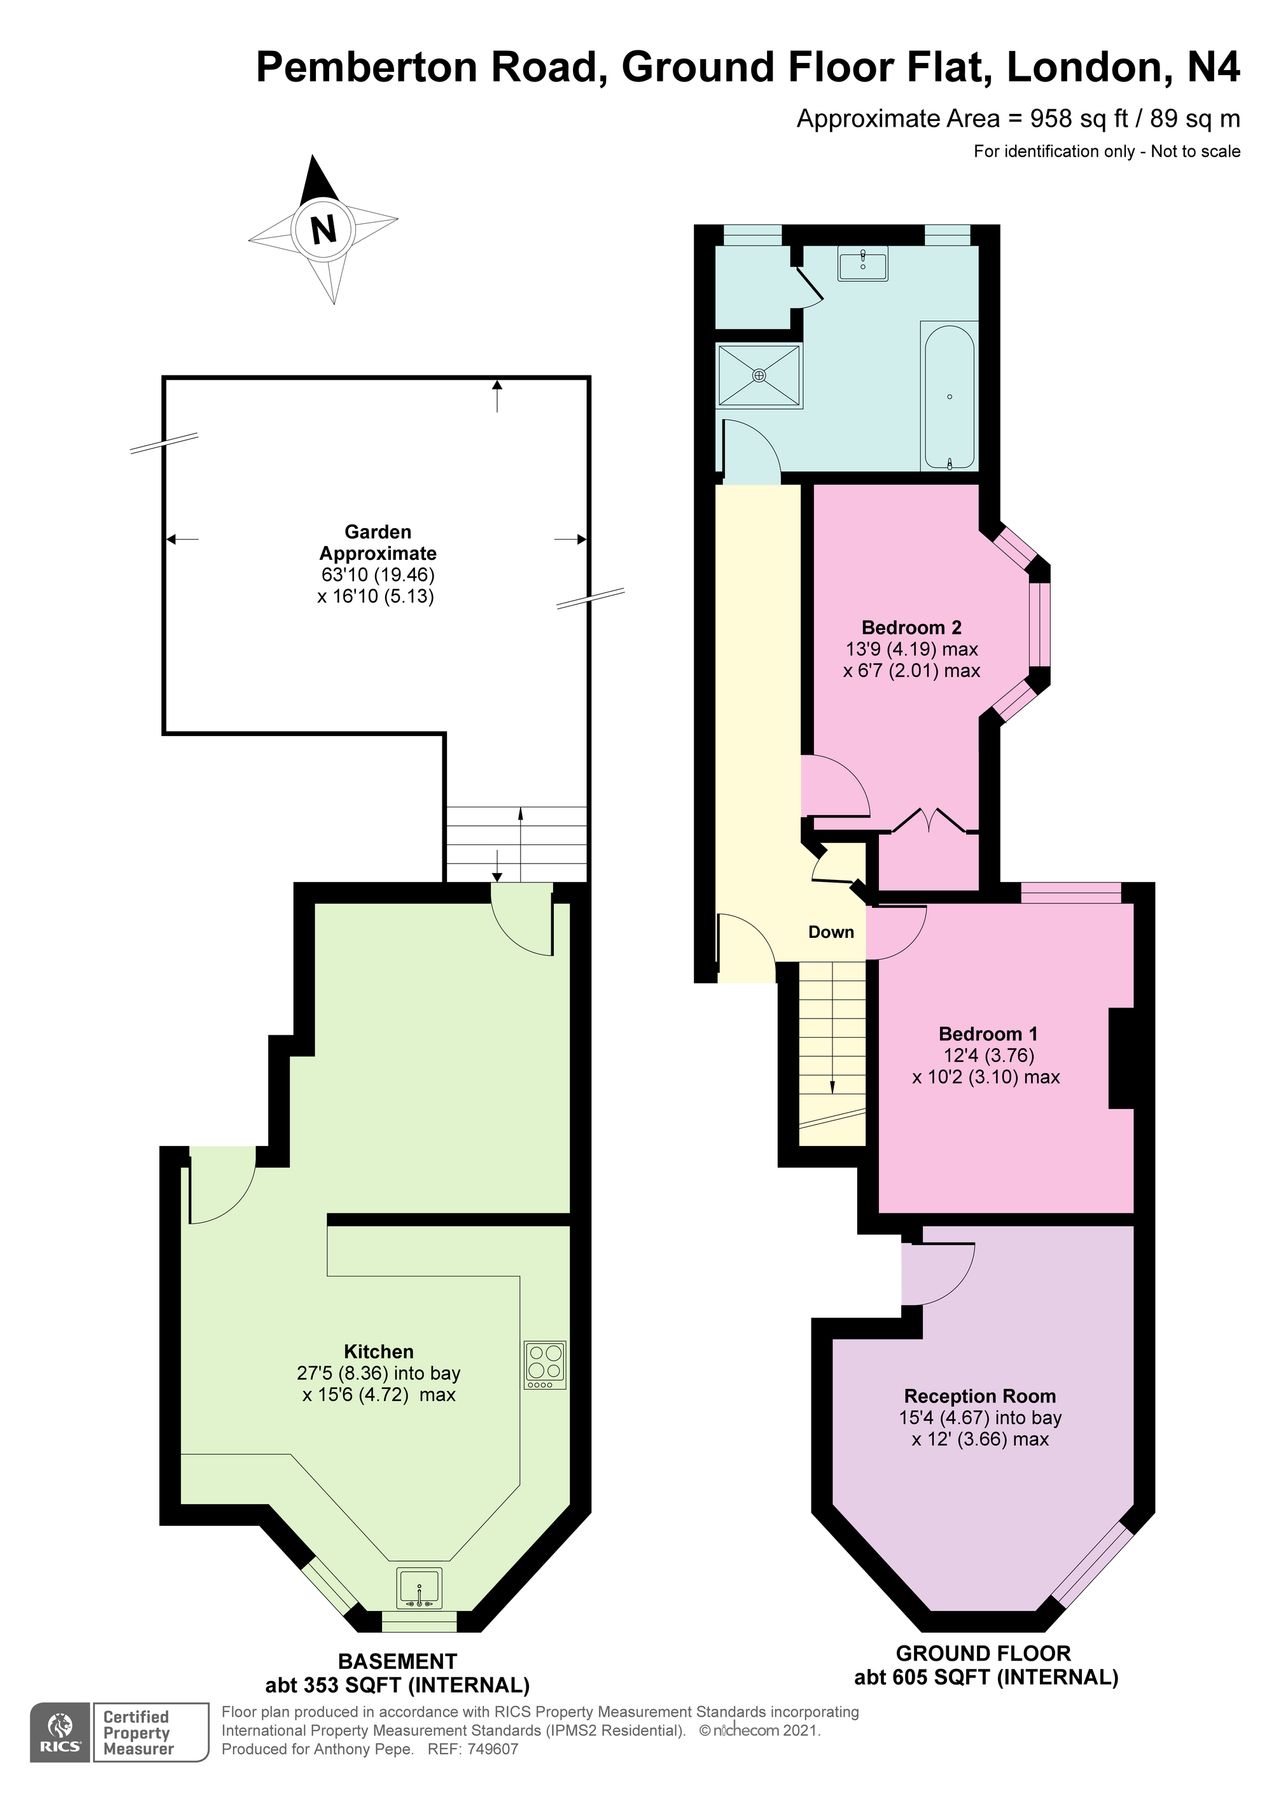 Pemberton Road, Ground Floor Flat, London, N4
Approximate Area = 958 sq ft / 89 sq m
For identification only - Not to scale
N
Garden
Approximate
63'10 (19.46)
x 16'10 (5.13)
Bedroom 2
13'9 (4.19) max
x 6'7 (2.01) max
Down
Bedroom 1
12'4 (3.76)
x 10'2 (3.10) max
Kitchen
27'5 (8.36) into bay
x 15'6 (4.72) max
Reception Room
15'4 (4.67) into bay
x 12' (3.66) max
BASEMENT
abt 353 SQFT (INTERNAL)
GROUND FLOOR
abt 605 SQFT (INTERNAL)
RICS
Certified
Property
Measurer
Floor plan produced in accordance with RICS Property Measurement Standards incorporating
International Property Measurement Standards (IPMS2 Residential). © nichecom 2021.
Produced for Anthony Pepe. REF: 749607